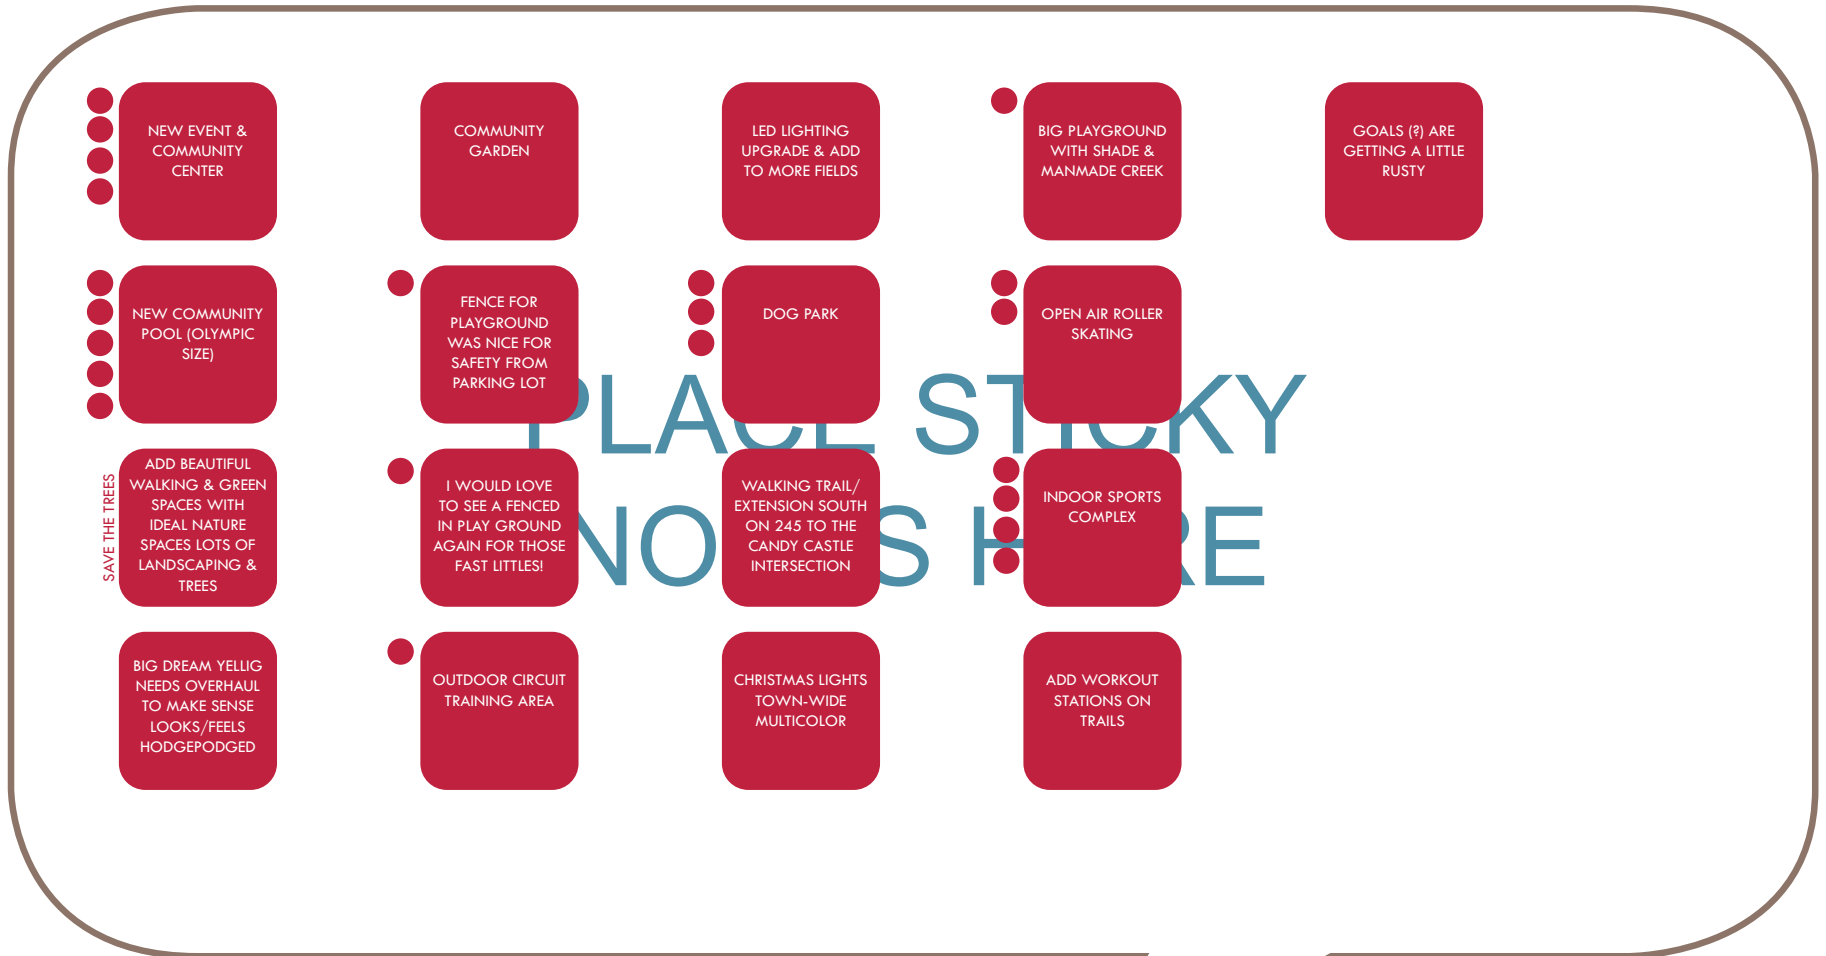 NEW EVENT &
COMMUNITY
CENTER
COMMUNITY
GARDEN
LED LIGHTING
UPGRADE & ADD
TO MORE FIELDS
BIG PLAYGROUND
WITH SHADE &
MANMADE CREEK
GOALS (?) ARE
GETTING A LITTLE
RUSTY
NEW COMMUNITY
POOL (OLYMPIC
SIZE)
FENCE FOR
PLAYGROUND
WAS NICE FOR
SAFETY FROM
PARKING LOT
DOG PARK
OPEN AIR ROLLER
SKATING
PLACE STICKY
NOTES HERE
SAVE THE TREES
ADD BEAUTIFUL
WALKING & GREEN
SPACES WITH
IDEAL NATURE
SPACES LOTS OF
LANDSCAPING &
TREES
I WOULD LOVE
TO SEE A FENCED
IN PLAY GROUND
AGAIN FOR THOSE
FAST LITTLES!
WALKING TRAIL/
EXTENSION SOUTH
ON 245 TO THE
CANDY CASTLE
INTERSECTION
INDOOR SPORTS
COMPLEX
BIG DREAM YELLIG
NEEDS OVERHAUL
TO MAKE SENSE
LOOKS/FEELS
HODGEPODGED
OUTDOOR CIRCUIT
TRAINING AREA
CHRISTMAS LIGHTS
TOWN-WIDE
MULTICOLOR
ADD WORKOUT
STATIONS ON
TRAILS